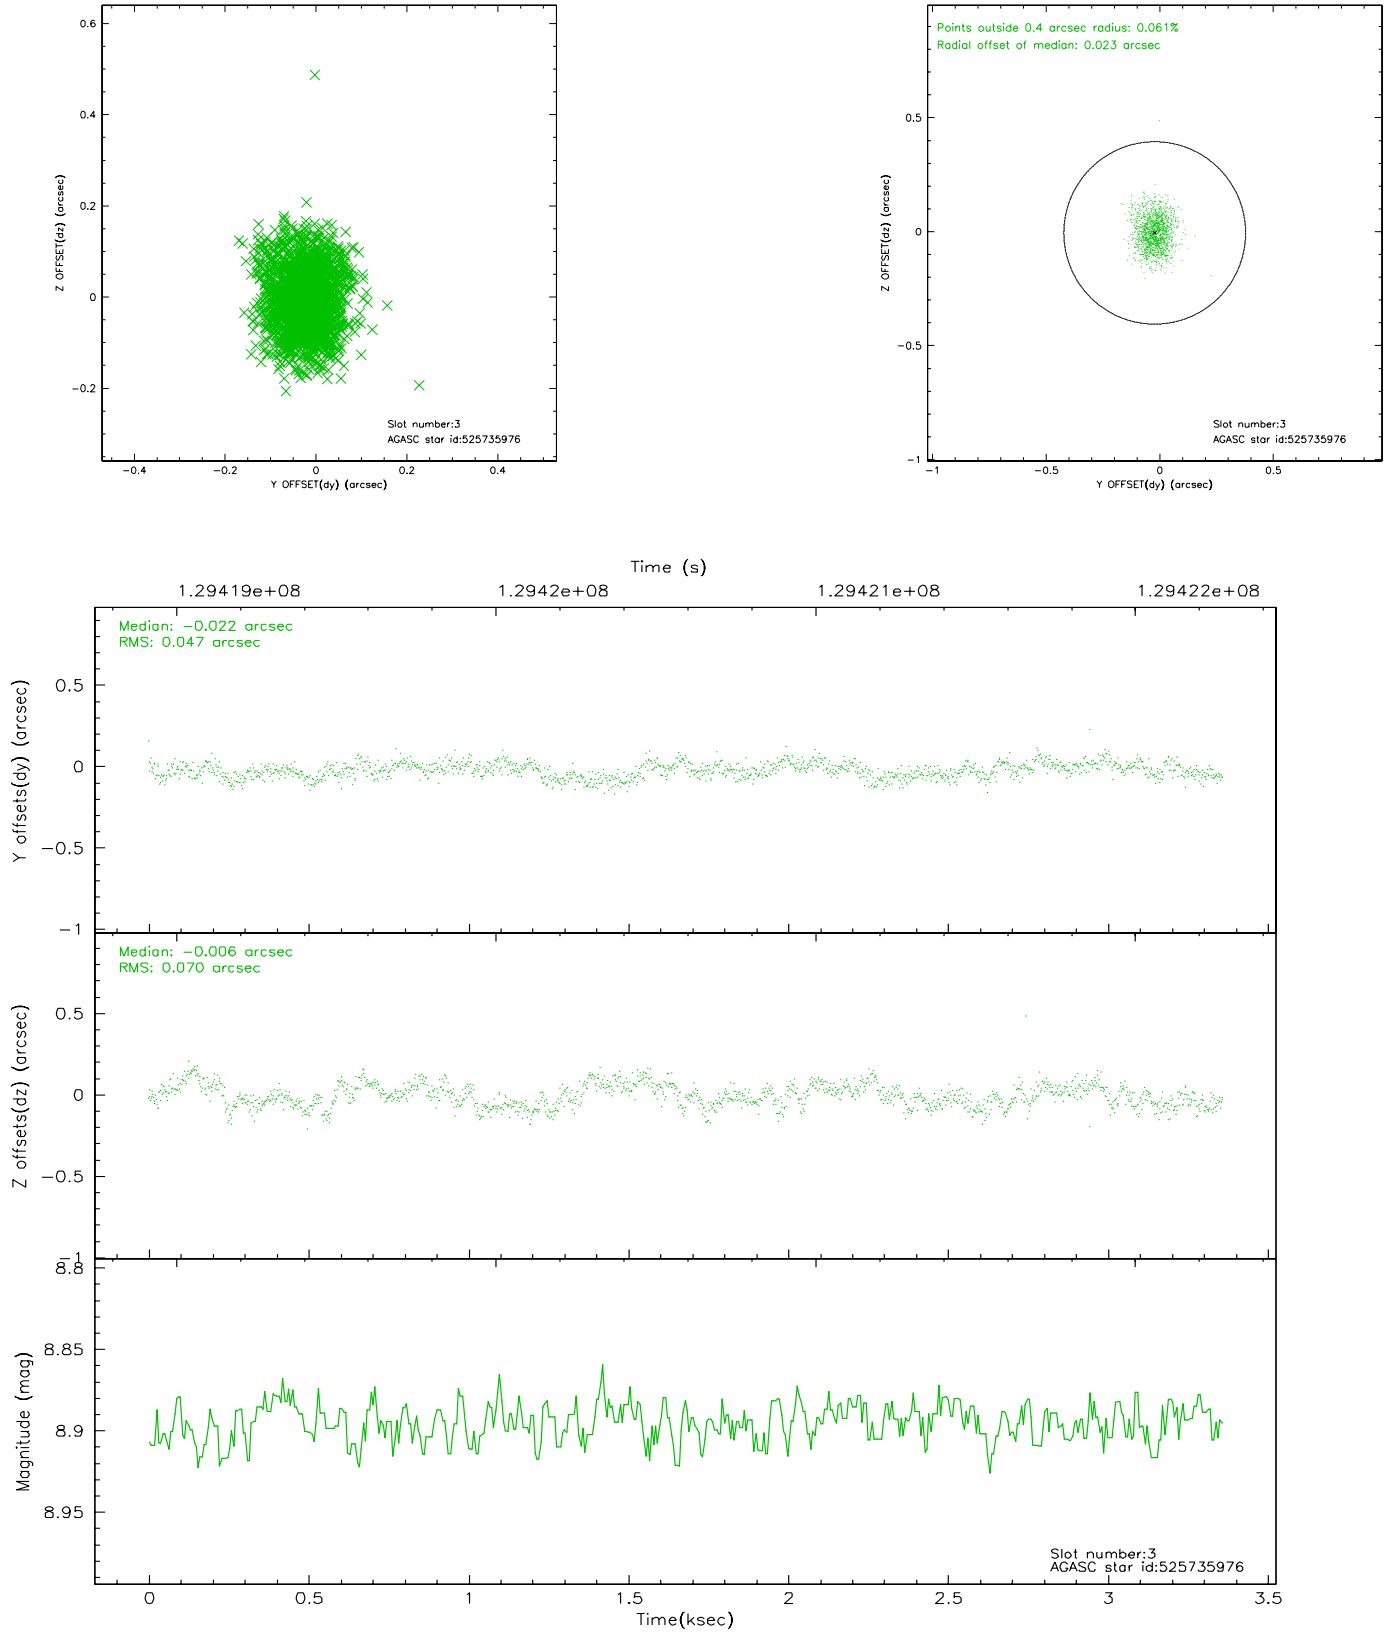 0.6
0.4
0.2
0
−0.2
Z OFFSET(dz) (arcsec)
Slot number:3
AGASC star id:525735976
−0.4 −0.2 0 0.2 0.4
Y OFFSET(dy) (arcsec)
Points outside 0.4 arcsec radius: 0.061%
Radial offset of median: 0.023 arcsec
0.5
0
−0.5
−1
Z OFFSET(dz) (arcsec)
Slot number:3
AGASC star id:525735976
−1 −0.5 0 0.5
Y OFFSET(dy) (arcsec)
Time (s)
1.29419e+08 1.2942e+08 1.29421e+08 1.29422e+08
Median: −0.022 arcsec
RMS: 0.047 arcsec
0.5
0
−0.5
−1
Y offsets(dy) (arcsec)
Median: −0.006 arcsec
RMS: 0.070 arcsec
0.5
0
−0.5
−1
Z offsets(dz) (arcsec)
8.8
8.85
8.9
8.95
Magnitude (mag)
Slot number:3
AGASC star id:525735976
0 0.5 1 1.5 2 2.5 3 3.5
Time(ksec)